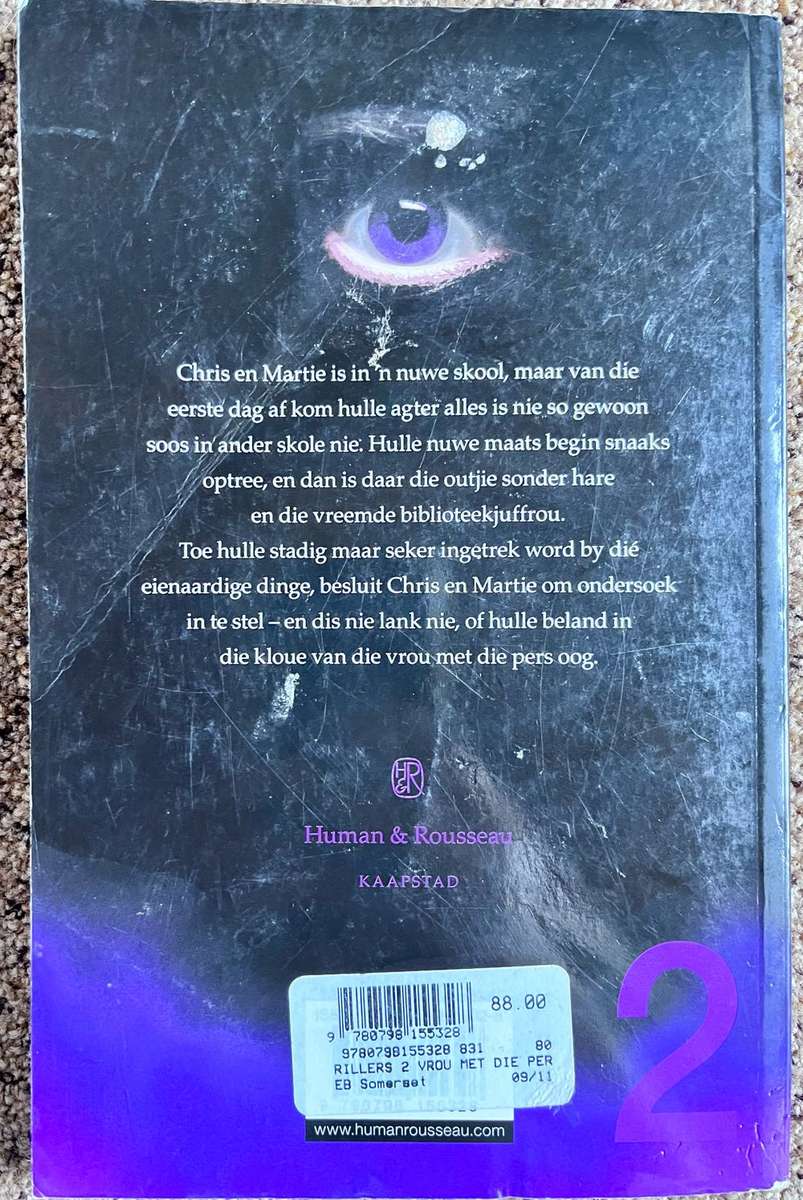 Chris en Martie is in 'n nuwe skool, maar van die
eerste dag af kom hulle agter alles is nie so gewoon
soos in ander skole nie. Hulle nuwe maats begin snaaks
optree, en dan is daar die outjie sonder hare
en die vreemde biblioteekjuffrou.
Toe hulle stadig maar seker ingetrek word by dié
eienaardige dinge, besluit Chris en Martie om ondersoek
in te stel – en dis nie lank nie, of hulle beland in
die kloue van die vrou met die pers oog.
H&R
Human & Rousseau
KAAPSTAD
2
88.00
9 780798 155328
9780798155328 831 80
RILLERS 2 VROU MET DIE PER
EB Somerset 09/11
9 780798 155328
www.humanrousseau.com